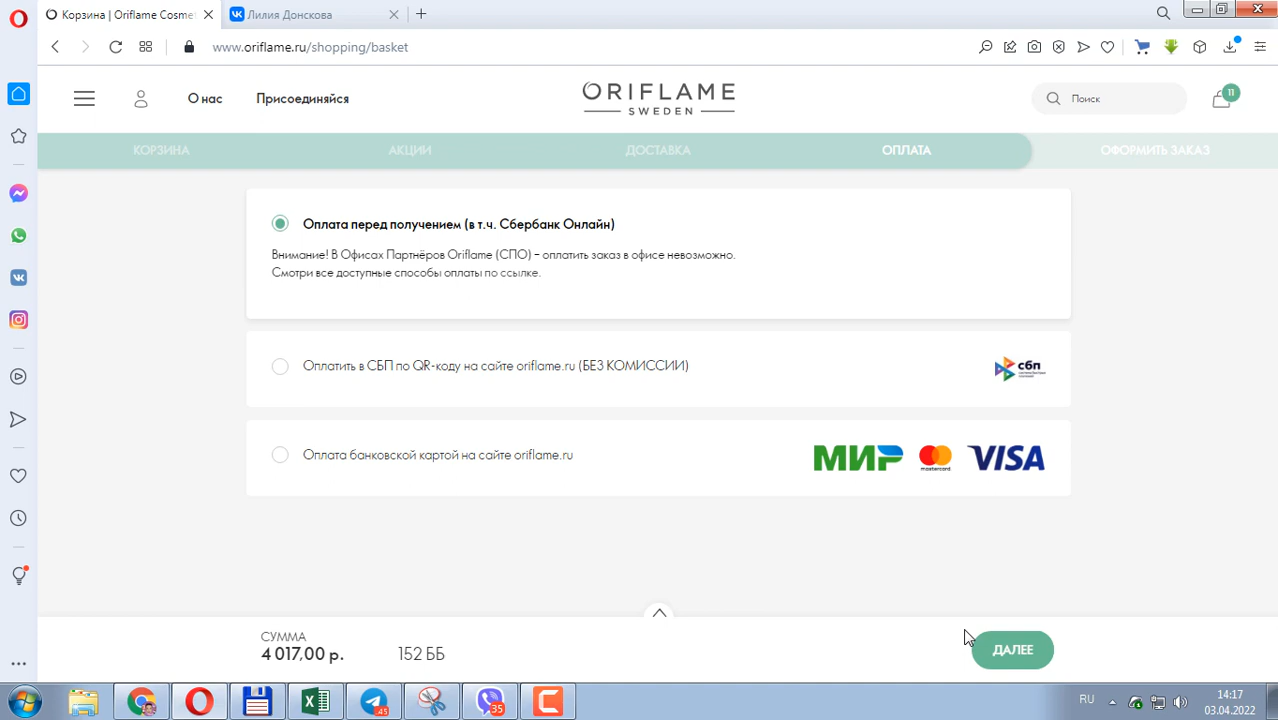 Корзина | Oriflame Cosme
Лилия Донскова
www.oriflame.ru/shopping/basket
О нас
Присоединяйся
ORIFLAME
SWEDEN
Поиск
11
КОРЗИНА
АКЦИИ
ДОСТАВКА
ОПЛАТА
ОФОРМИТЬ ЗАКАЗ
Оплата перед получением (в т.ч. Сбербанк Онлайн)
Внимание! В Офисах Партнёров Oriflame (СПО) – оплатить заказ в офисе невозможно.
Смотри все доступные способы оплаты по ссылке.
Оплатить в СБП по QR-коду на сайте oriflame.ru (БЕЗ КОМИССИИ)
сбп
Оплата банковской картой на сайте oriflame.ru
МИР
mastercard
VISA
СУММА
4 017,00 р.
152 ББ
ДАЛЕЕ
45
35
RU
14:17
03.04.2022